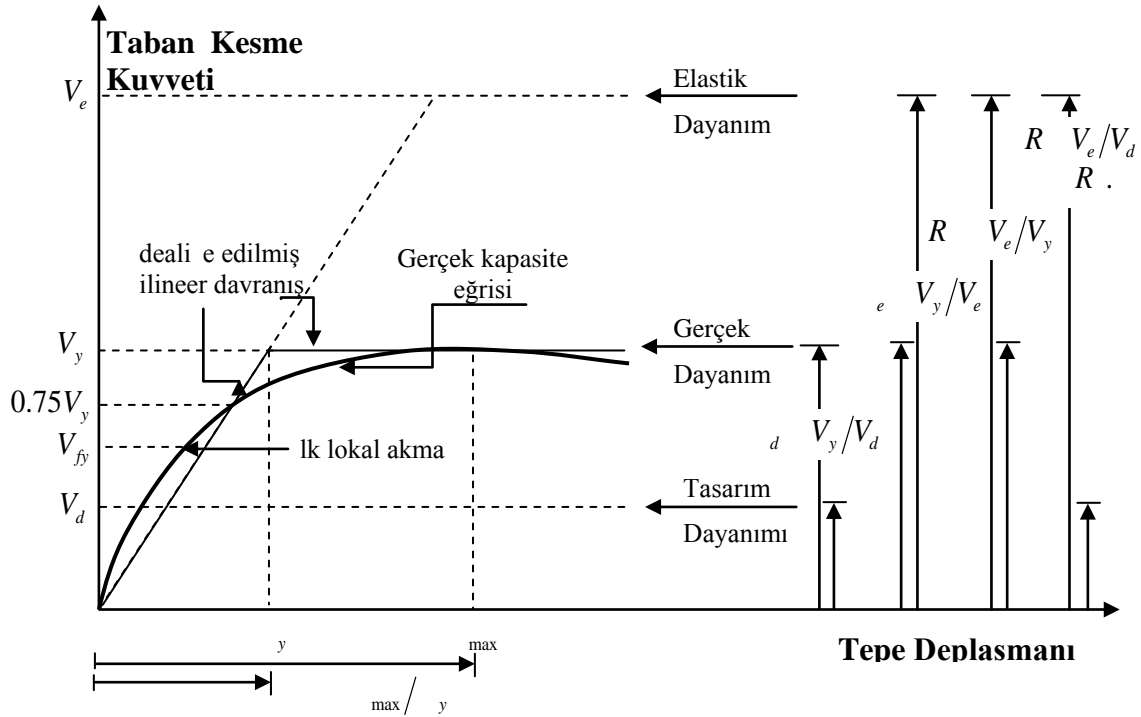 Taban Kesme
Kuvveti
V_e
Elastik
Dayanım
R V_e/V_d
R .
R V_e/V_y
deali e edilmiş
ilineer davranış
Gerçek kapasite
eğrisi
e V_y/V_e
V_y
Gerçek
Dayanım
0.75V_y
d V_y/V_d
V_fy
lk lokal akma
V_d
Tasarım
Dayanımı
y max
Tepe Deplasmanı
max/ y